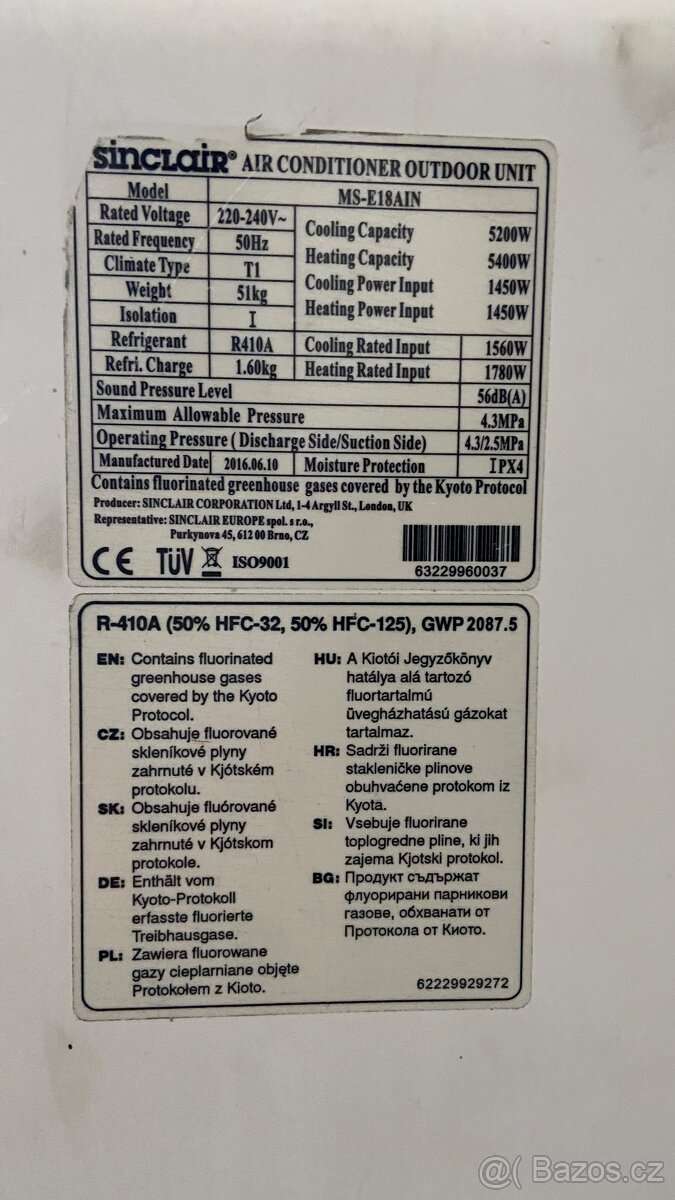 sinclair® AIR CONDITIONER OUTDOOR UNIT
Model MS-E18AIN
Rated Voltage 220-240V~
Rated Frequency 50Hz
Climate Type T1
Weight 51kg
Isolation I
Refrigerant R410A
Refri. Charge 1.60kg
Cooling Capacity 5200W
Heating Capacity 5400W
Cooling Power Input 1450W
Heating Power Input 1450W
Cooling Rated Input 1560W
Heating Rated Input 1780W
Sound Pressure Level 56dB(A)
Maximum Allowable Pressure 4.3MPa
Operating Pressure ( Discharge Side/Suction Side) 4.3/2.5MPa
Manufactured Date 2016.06.10 Moisture Protection IPX4
Contains fluorinated greenhouse gases covered by the Kyoto Protocol
Producer: SINCLAIR CORPORATION Ltd, 1-4 Argyll St., London, UK
Representative: SINCLAIR EUROPE spol. s r.o.,
Purkynova 45, 612 00 Brno, CZ
CE TÜV ISO9001
63229960037
R-410A (50% HFC-32, 50% HFC-125), GWP 2087.5
EN: Contains fluorinated
greenhouse gases
covered by the Kyoto
Protocol.
CZ: Obsahuje fluorované
skleníkové plyny
zahrnuté v Kjótském
protokolu.
SK: Obsahuje fluórované
skleníkové plyny
zahrnuté v Kjótskom
protokole.
DE: Enthält vom
Kyoto-Protokoll
erfasste fluorierte
Treibhausgase.
PL: Zawiera fluorowane
gazy cieplarniane objęte
Protokołem z Kioto.
HU: A Kiotói Jegyzőkönyv
hatálya alá tartozó
fluortartalmú
üvegházhatású gázokat
tartalmaz.
HR: Sadrži fluorirane
stakleničke plinove
obuhvaćene protokom iz
Kyota.
SI: Vsebuje fluorirane
toplogredne pline, ki jih
zajema Kjotski protokol.
BG: Продукт съдържат
флуорирани парникови
газове, обхванати от
Протокола от Киото.
62229929272
@( Bazos.cz